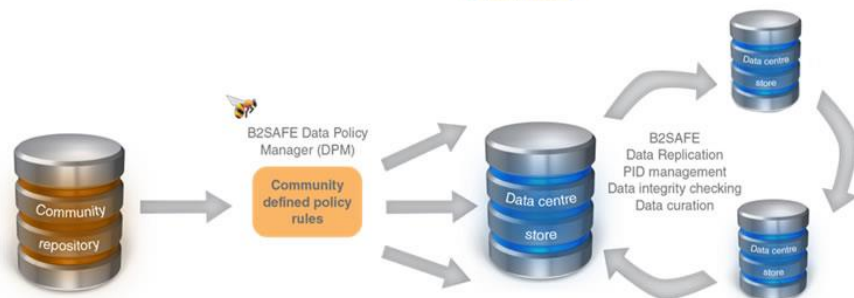 Community
repository
B2SAFE Data Policy
Manager (DPM)
Community
defined policy
rules
Data centre
store
B2SAFE
Data Replication
PID management
Data integrity checking
Data curation
Data centre
store
Data centre
store